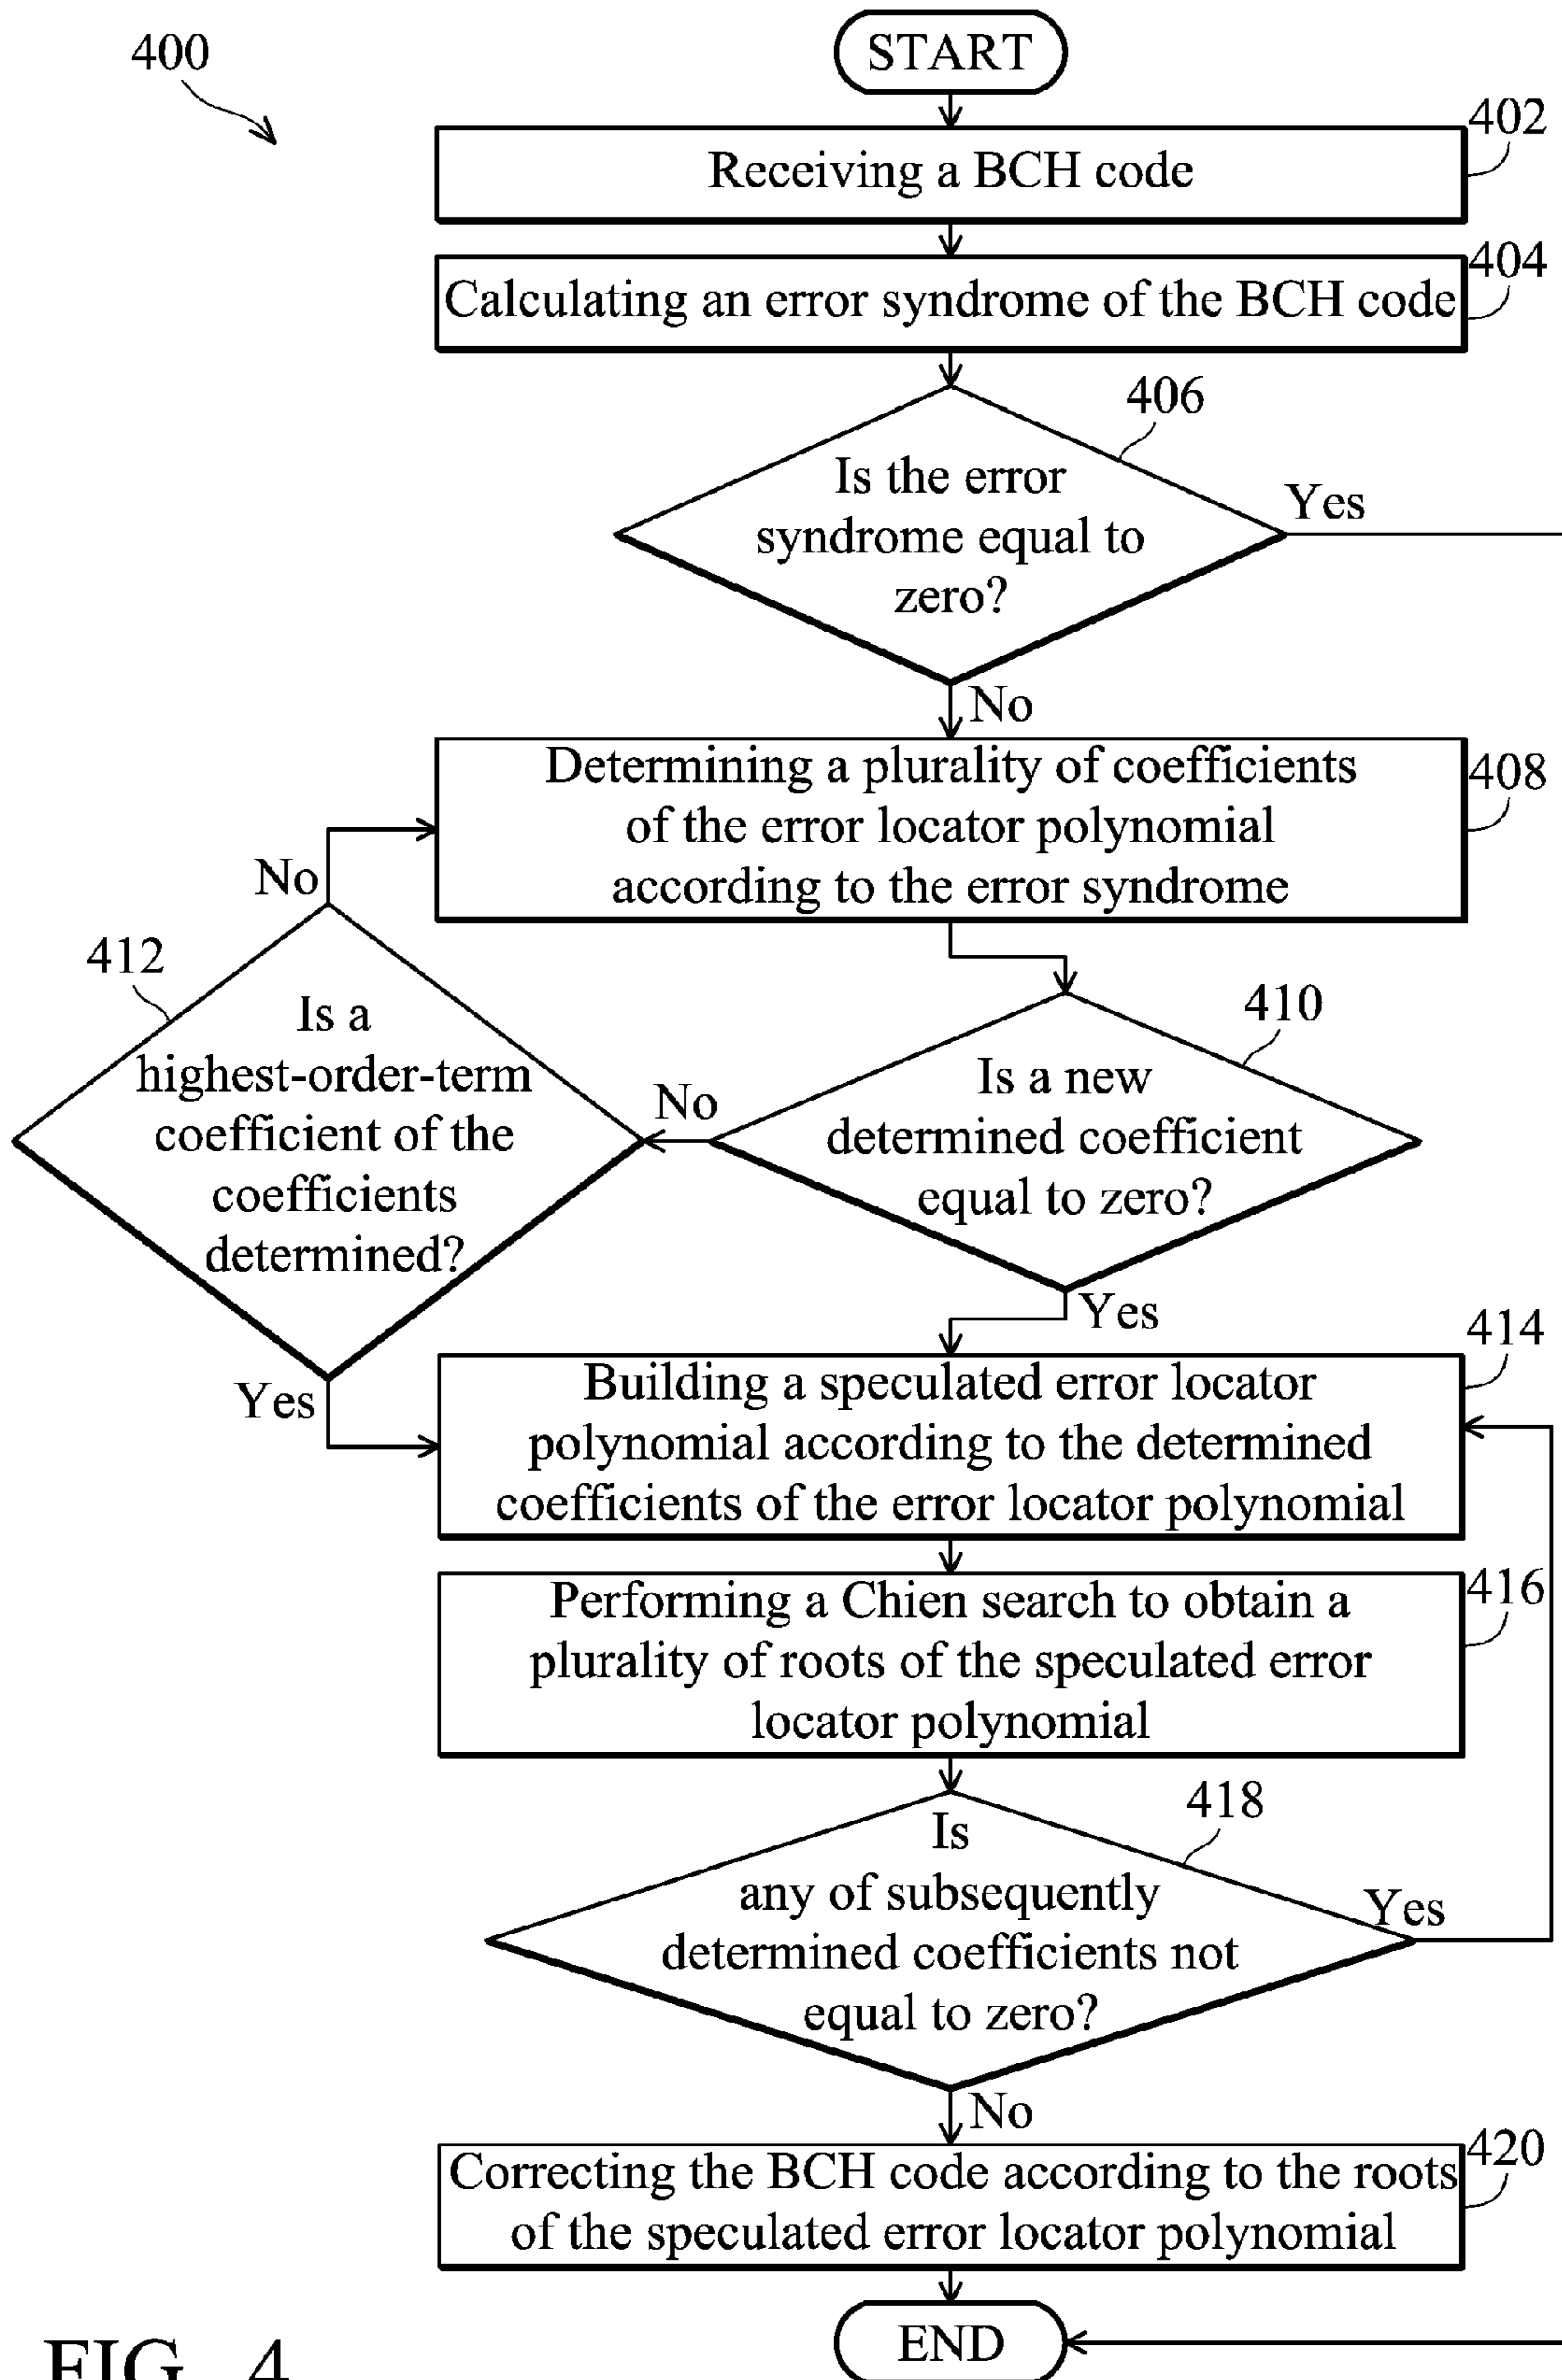 400
START
402
Receiving a BCH code
404
Calculating an error syndrome of the BCH code
406
Is the error
syndrome equal to
zero?
Yes
No
408
Determining a plurality of coefficients
of the error locator polynomial
according to the error syndrome
No
412
Is a
highest-order-term
coefficient of the
coefficients
determined?
No
410
Is a new
determined coefficient
equal to zero?
Yes
Yes
414
Building a speculated error locator
polynomial according to the determined
coefficients of the error locator polynomial
416
Performing a Chien search to obtain a
plurality of roots of the speculated error
locator polynomial
418
Is
any of subsequently
determined coefficients not
equal to zero?
Yes
No
420
Correcting the BCH code according to the roots
of the speculated error locator polynomial
END
FIG. 4